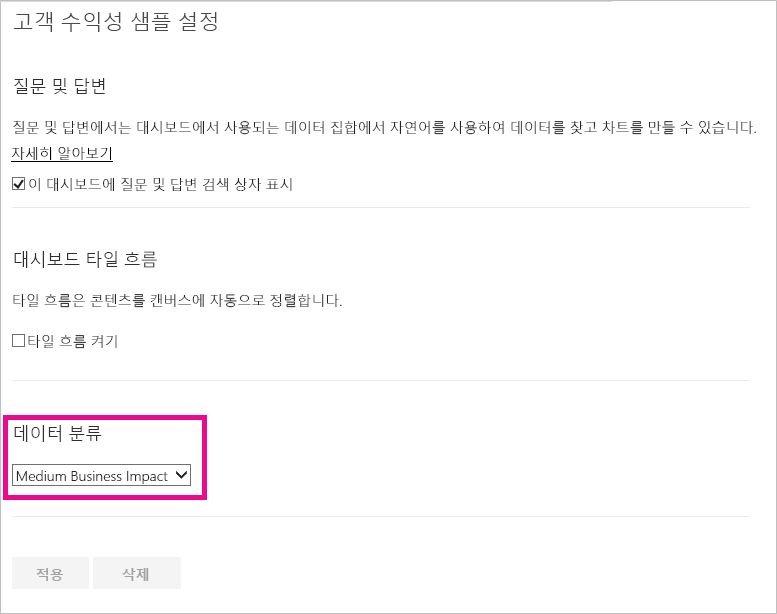 고객 수익성 샘플 설정
질문 및 답변
질문 및 답변에서는 대시보드에서 사용되는 데이터 집합에서 자연어를 사용하여 데이터를 찾고 차트를 만들 수 있습니다.
자세히 알아보기
이 대시보드에 질문 및 답변 검색 상자 표시
대시보드 타일 흐름
타일 흐름은 콘텐츠를 캔버스에 자동으로 정렬합니다.
타일 흐름 켜기
데이터 분류
Medium Business Impact
적용 삭제